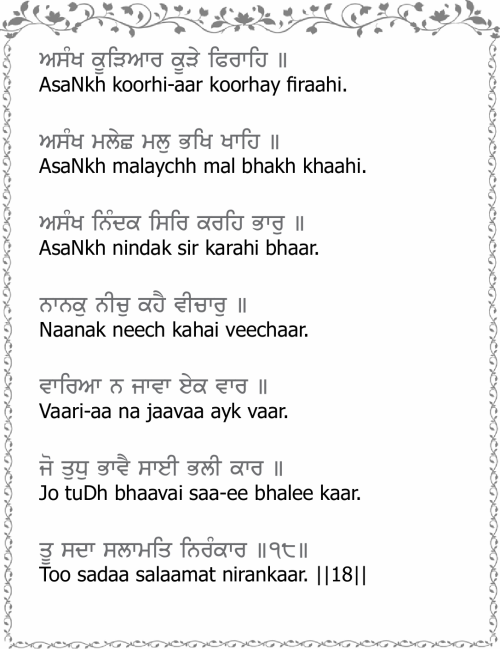 ਅਸੰਖ ਕੂੜਿਆਰ ਕੂੜੇ ਫਿਰਾਹਿ ॥
AsaNkh koorhi-aar koorhay firaahi.
ਅਸੰਖ ਮਲੇਛ ਮਲੁ ਭਖਿ ਖਾਹਿ ॥
AsaNkh malaychh mal bhakh khaahi.
ਅਸੰਖ ਨਿੰਦਕ ਸਿਰਿ ਕਰਹਿ ਭਾਰੁ ॥
AsaNkh nindak sir karahi bhaar.
ਨਾਨਕੁ ਨੀਚੁ ਕਹੈ ਵੀਚਾਰੁ ॥
Naanak neech kahai veechaar.
ਵਾਰਿਆ ਨ ਜਾਵਾ ਏਕ ਵਾਰ ॥
Vaari-aa na jaavaa ayk vaar.
ਜੋ ਤੁਧੁ ਭਾਵੈ ਸਾਈ ਭਲੀ ਕਾਰ ॥
Jo tuDh bhaavai saa-ee bhalee kaar.
ਤੂ ਸਦਾ ਸਲਾਮਤਿ ਨਿਰੰਕਾਰ ॥੧੮॥
Too sadaa salaamat nirankaar. ||18||